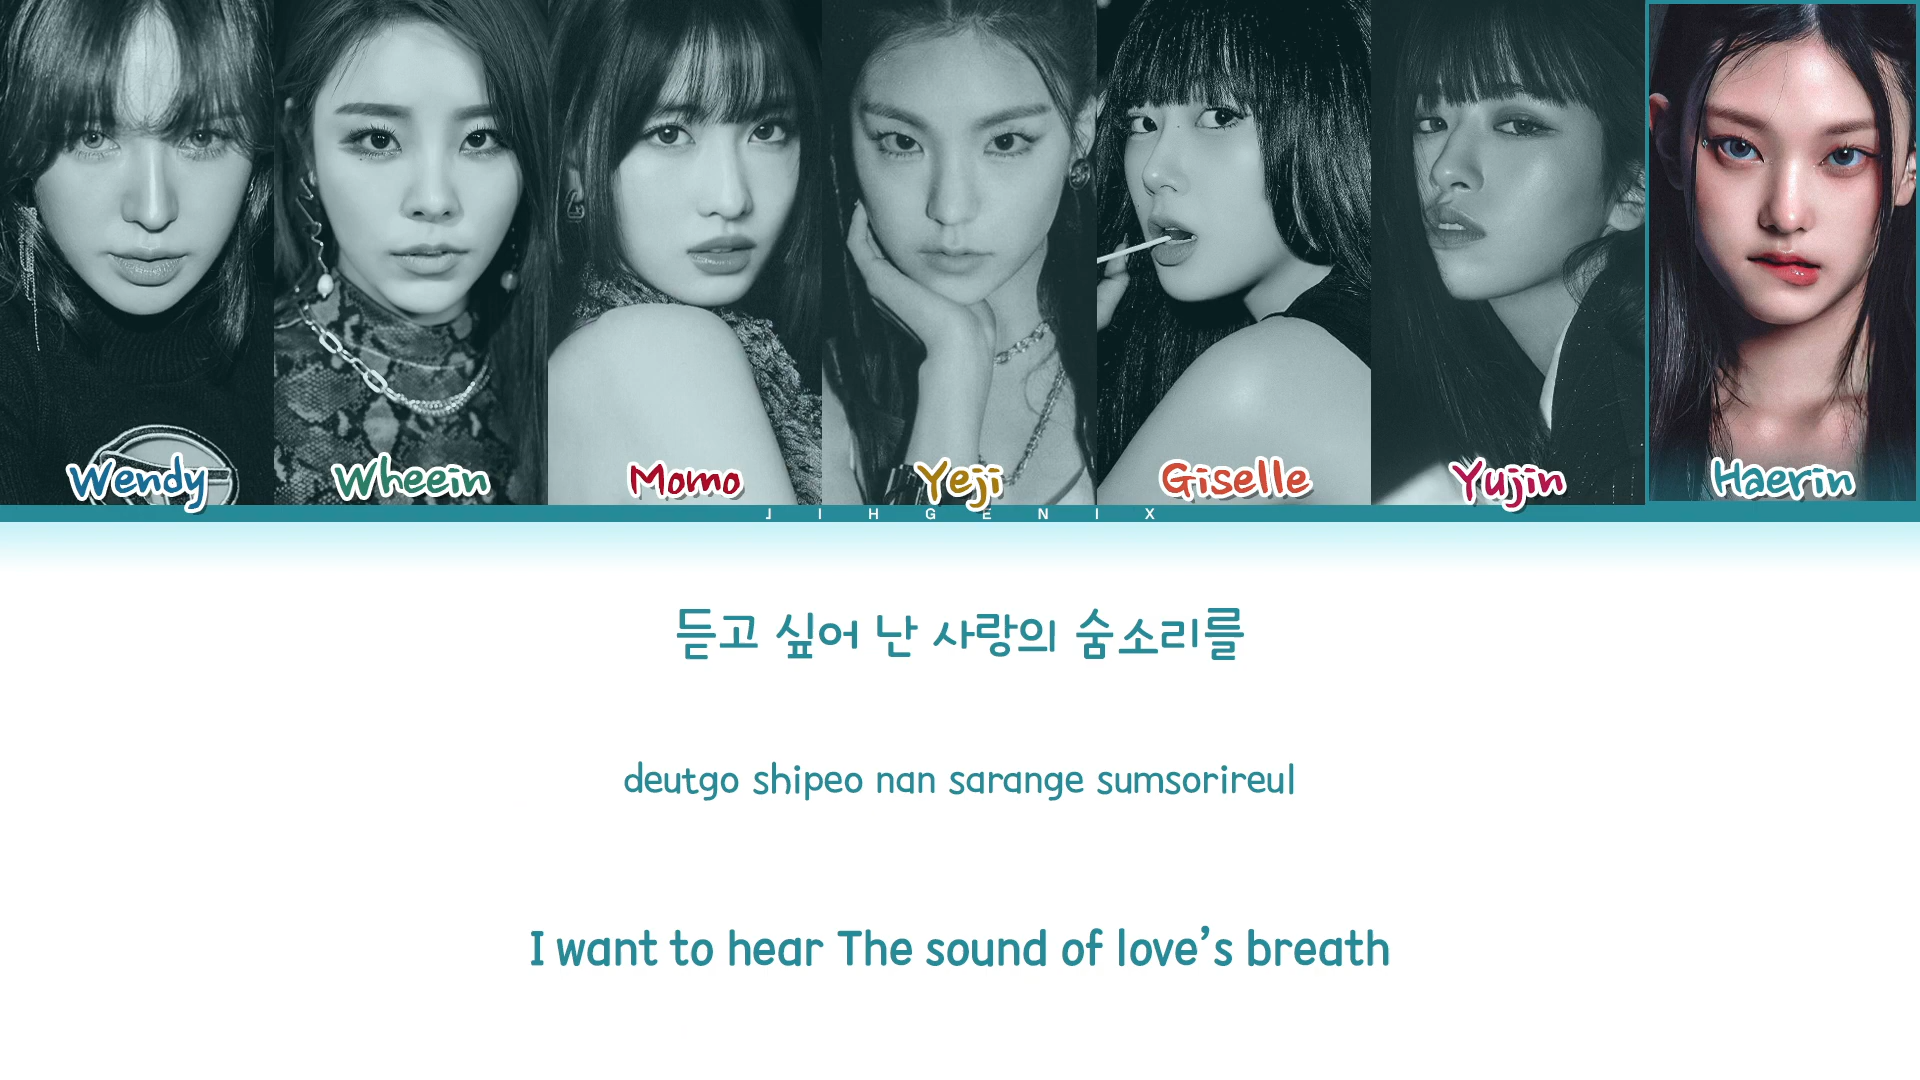 Wendy Wheein Momo Yeji Giselle Yujin Haerin
JIHGENIX
듣고 싶어 난 사랑의 숨소리를
deutgo shipeo nan sarange sumsorireul
I want to hear The sound of love’s breath